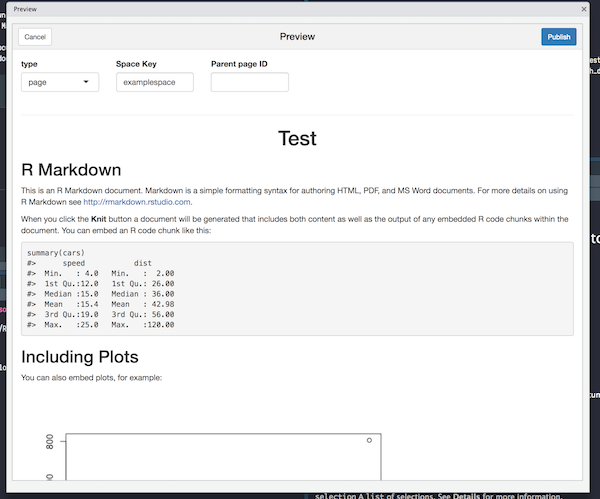 Preview
Cancel
Preview
Publish
type
Space Key
Parent page ID
page
examplespace
Test
R Markdown
This is an R Markdown document. Markdown is a simple formatting syntax for authoring HTML, PDF, and MS Word documents. For more details on using
R Markdown see http://rmarkdown.rstudio.com.
When you click the Knit button a document will be generated that includes both content as well as the output of any embedded R code chunks within the
document. You can embed an R code chunk like this:
summary(cars)
#>      speed           dist
#>  Min.   : 4.0   Min.   :  2.00
#>  1st Qu.:12.0   1st Qu.: 26.00
#>  Median :15.0   Median : 36.00
#>  Mean   :15.4   Mean   : 42.98
#>  3rd Qu.:19.0   3rd Qu.: 56.00
#>  Max.   :25.0   Max.   :120.00
Including Plots
You can also embed plots, for example:
800
selection A list of selections. See Details for more information.